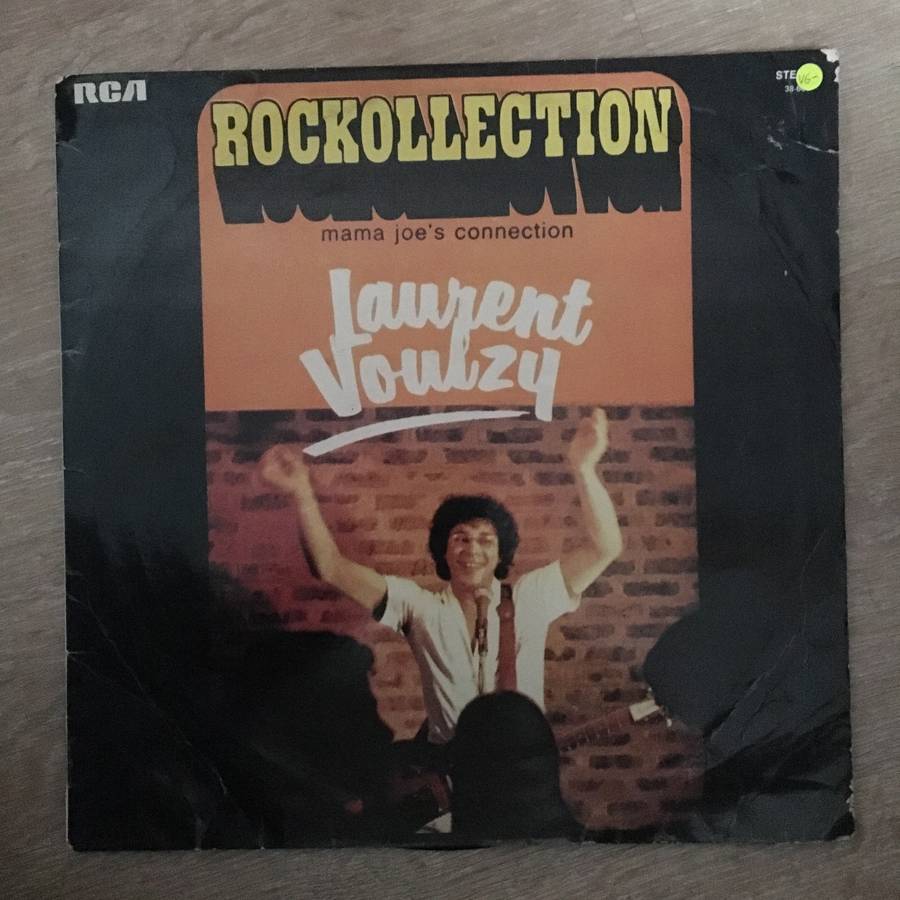 RCA
VG-
ROCKOLLECTION
mama joe's connection
Laurent
Voulzy